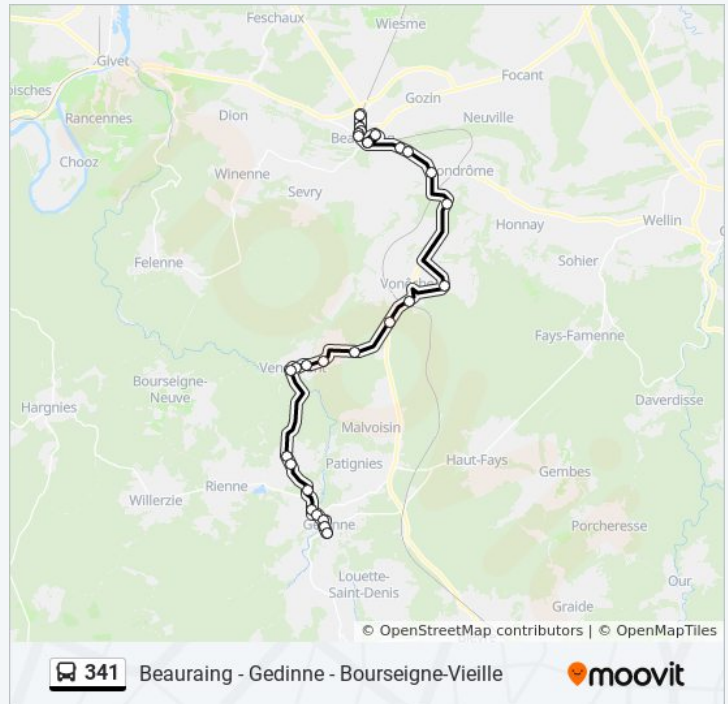 Feschaux
Wiesme
Givet
Focant
Gozin
Rancennes
Dion
Neuville
Chooz
Winenne
Sevry
Honnay
Wellin
Sohier
Felenne
Fays-Famenne
Bourseigne-
Neuve
Daverdisse
Hargnies
Malvoisin
Patignies
Haut-Fays
Gembes
Rienne
Willerzie
Porcheresse
Louette-
Saint-Denis
Our
Graide
© OpenStreetMap contributors | © OpenMapTiles
341 Beauraing - Gedinne - Bourseigne-Vieille
moovit